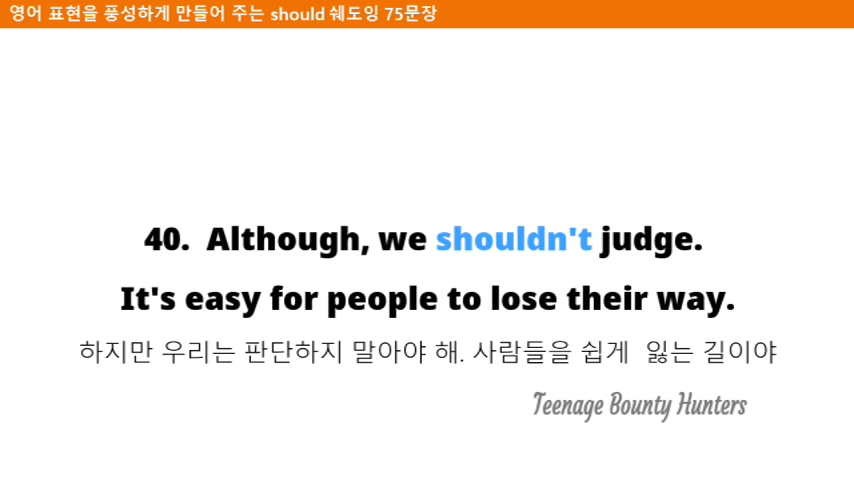 영어 표현을 풍성하게 만들어 주는 should 쉐도잉 75문장
40. Although, we shouldn't judge.
It's easy for people to lose their way.
하지만 우리는 판단하지 말아야 해. 사람들을 쉽게 잃는 길이야
Teenage Bounty Hunters